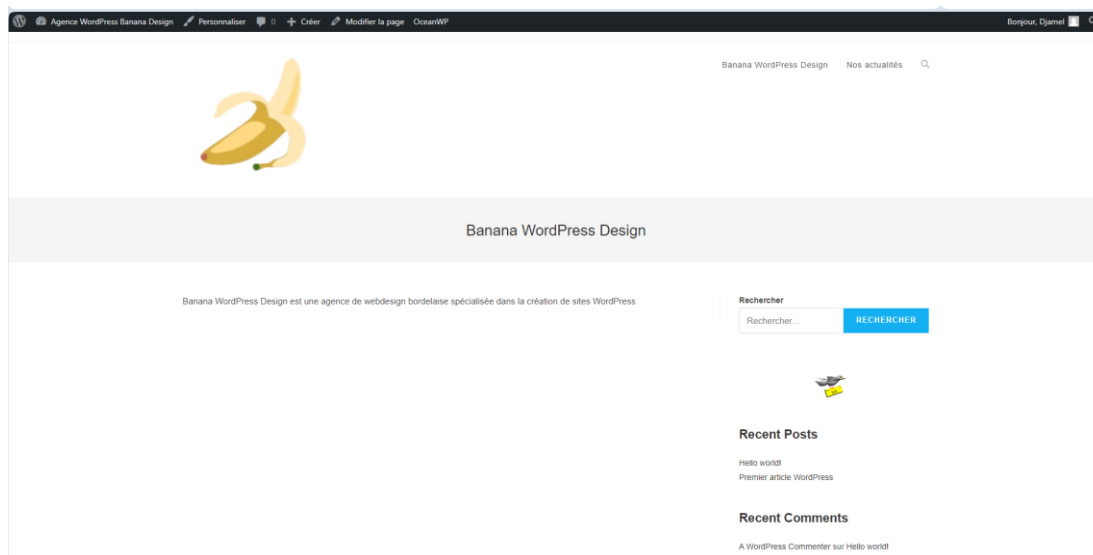 Agence WordPress Banana Design Personnaliser 0 Créer Modifier la page OceanWP Bonjour, Djamel
Banana WordPress Design Nos actualités
Banana WordPress Design
Banana WordPress Design est une agence de webdesign bordelaise spécialisée dans la création de sites WordPress
Rechercher
Rechercher... RECHERCHER
Recent Posts
Hello world!
Premier article WordPress
Recent Comments
A WordPress Commenter sur Hello world!